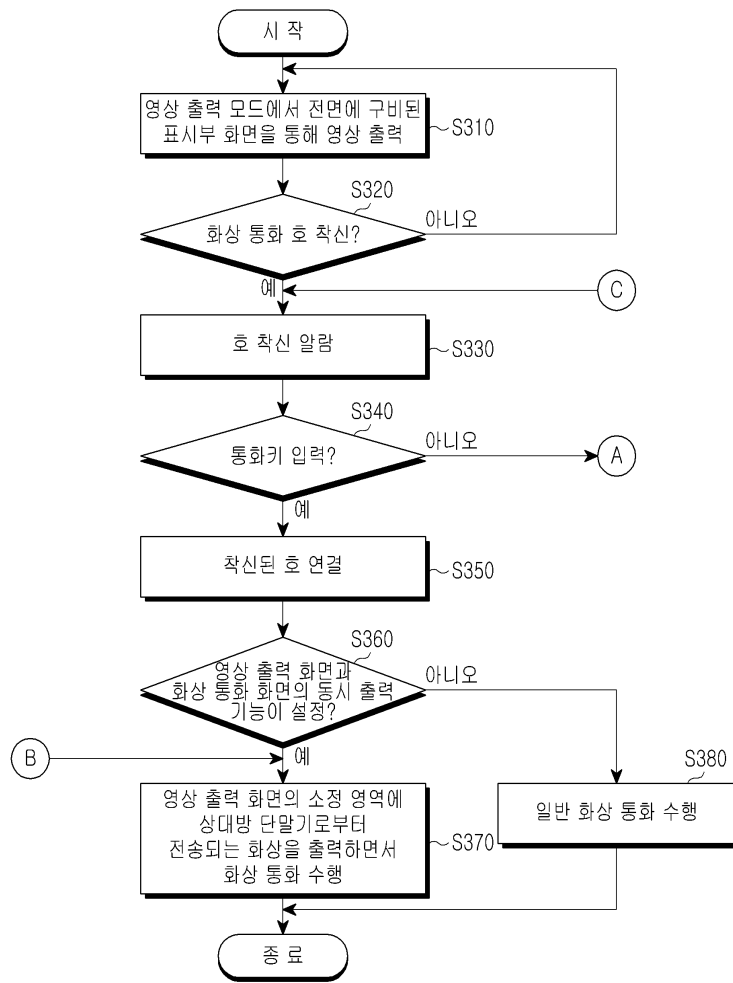 시 작
영상 출력 모드에서 전면에 구비된
표시부 화면을 통해 영상 출력
S310
S320
화상 통화 호 착신?
아니오
예
C
호 착신 알람
S330
S340
통화키 입력?
아니오
A
예
착신된 호 연결
S350
S360
영상 출력 화면과
화상 통화 화면의 동시 출력
기능이 설정?
아니오
B
예
S380
영상 출력 화면의 소정 영역에
상대방 단말기로부터
전송되는 화상을 출력하면서
화상 통화 수행
S370
일반 화상 통화 수행
종 료